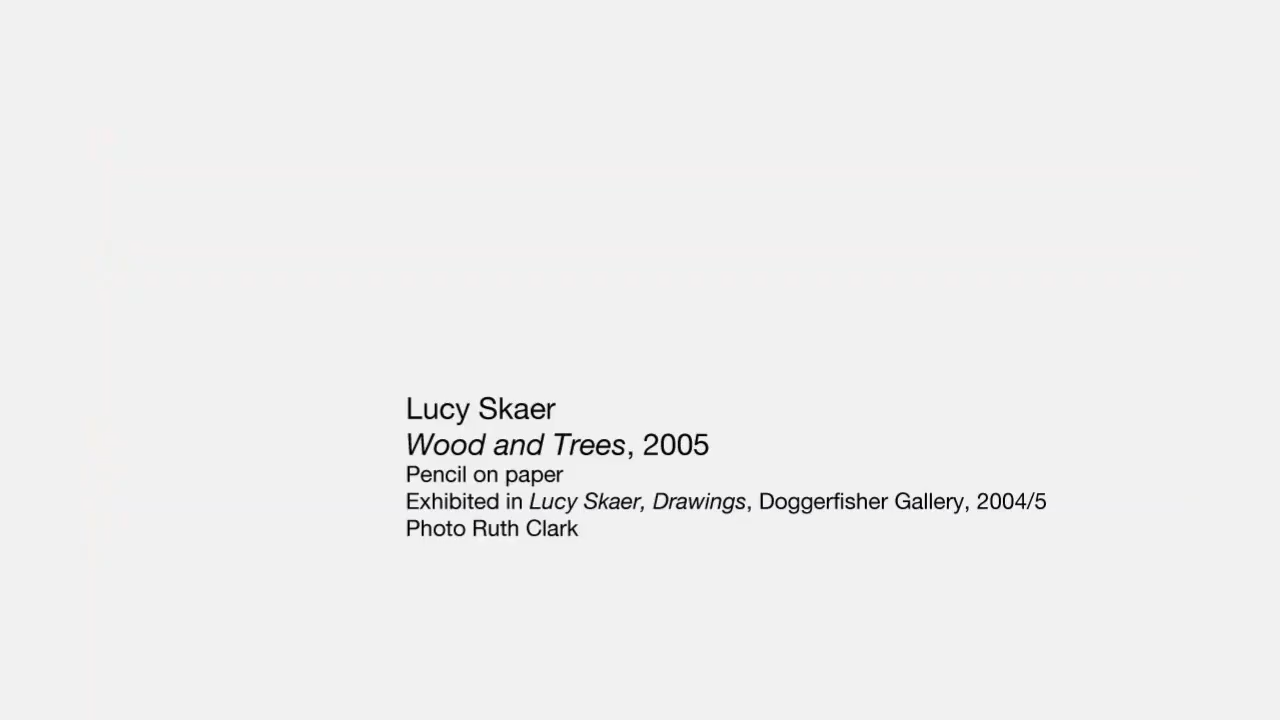 Lucy Skaer
Wood and Trees, 2005
Pencil on paper
Exhibited in Lucy Skaer, Drawings, Doggerfisher Gallery, 2004/5
Photo Ruth Clark